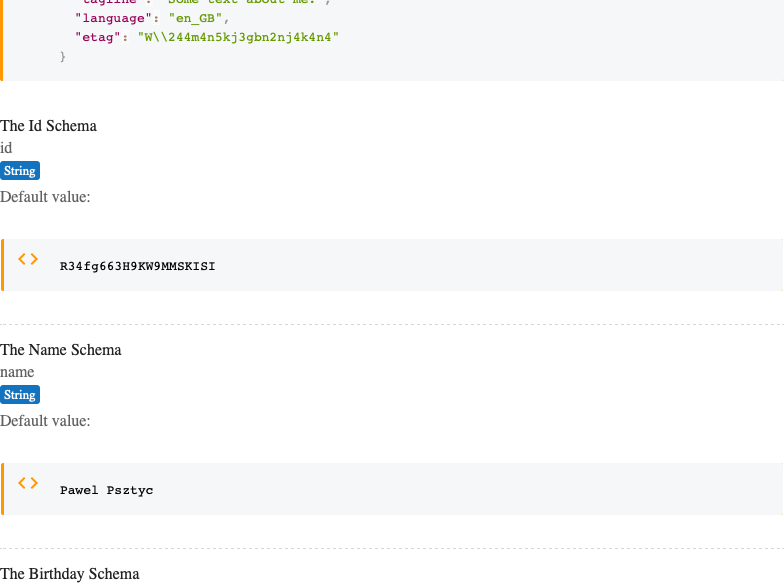 "tagline": "Some text about me.",
"language": "en_GB",
"etag": "W\\244m4n5kj3gbn2nj4k4n4"
}
The Id Schema
id
String
Default value:
<> R34fg663H9KW9MMSKISI
The Name Schema
name
String
Default value:
<> Pawel Psztyc
The Birthday Schema